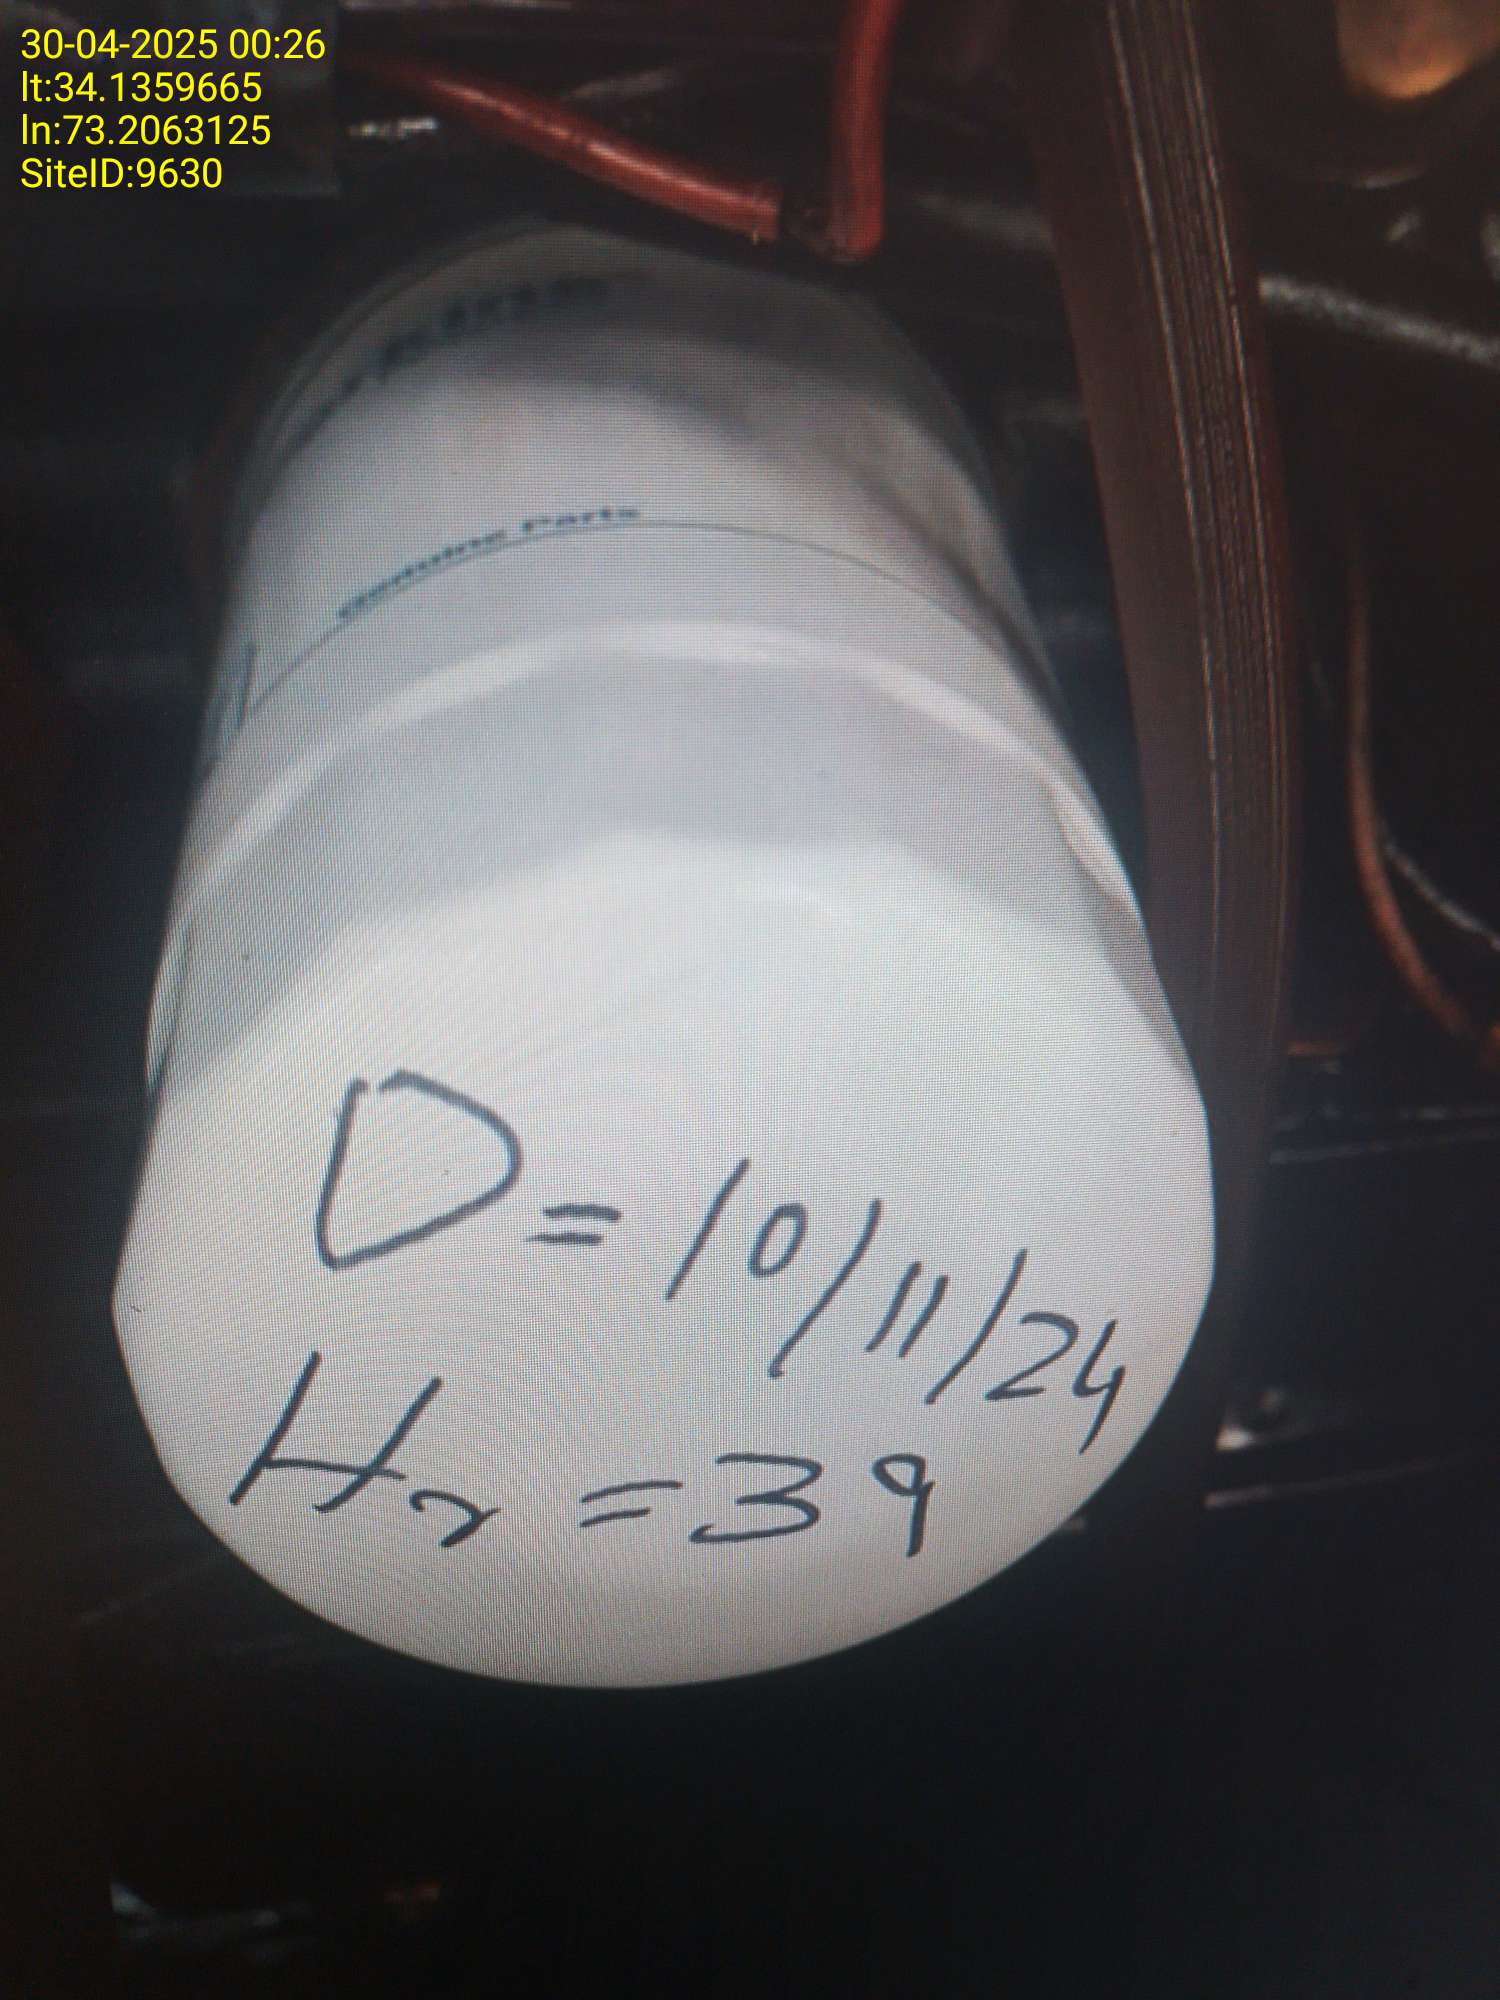 30-04-2025 00:26
lt:34.1359665
ln:73.2063125
SiteID:9630
Genuine Parts
D=10/11/24
Hr=39